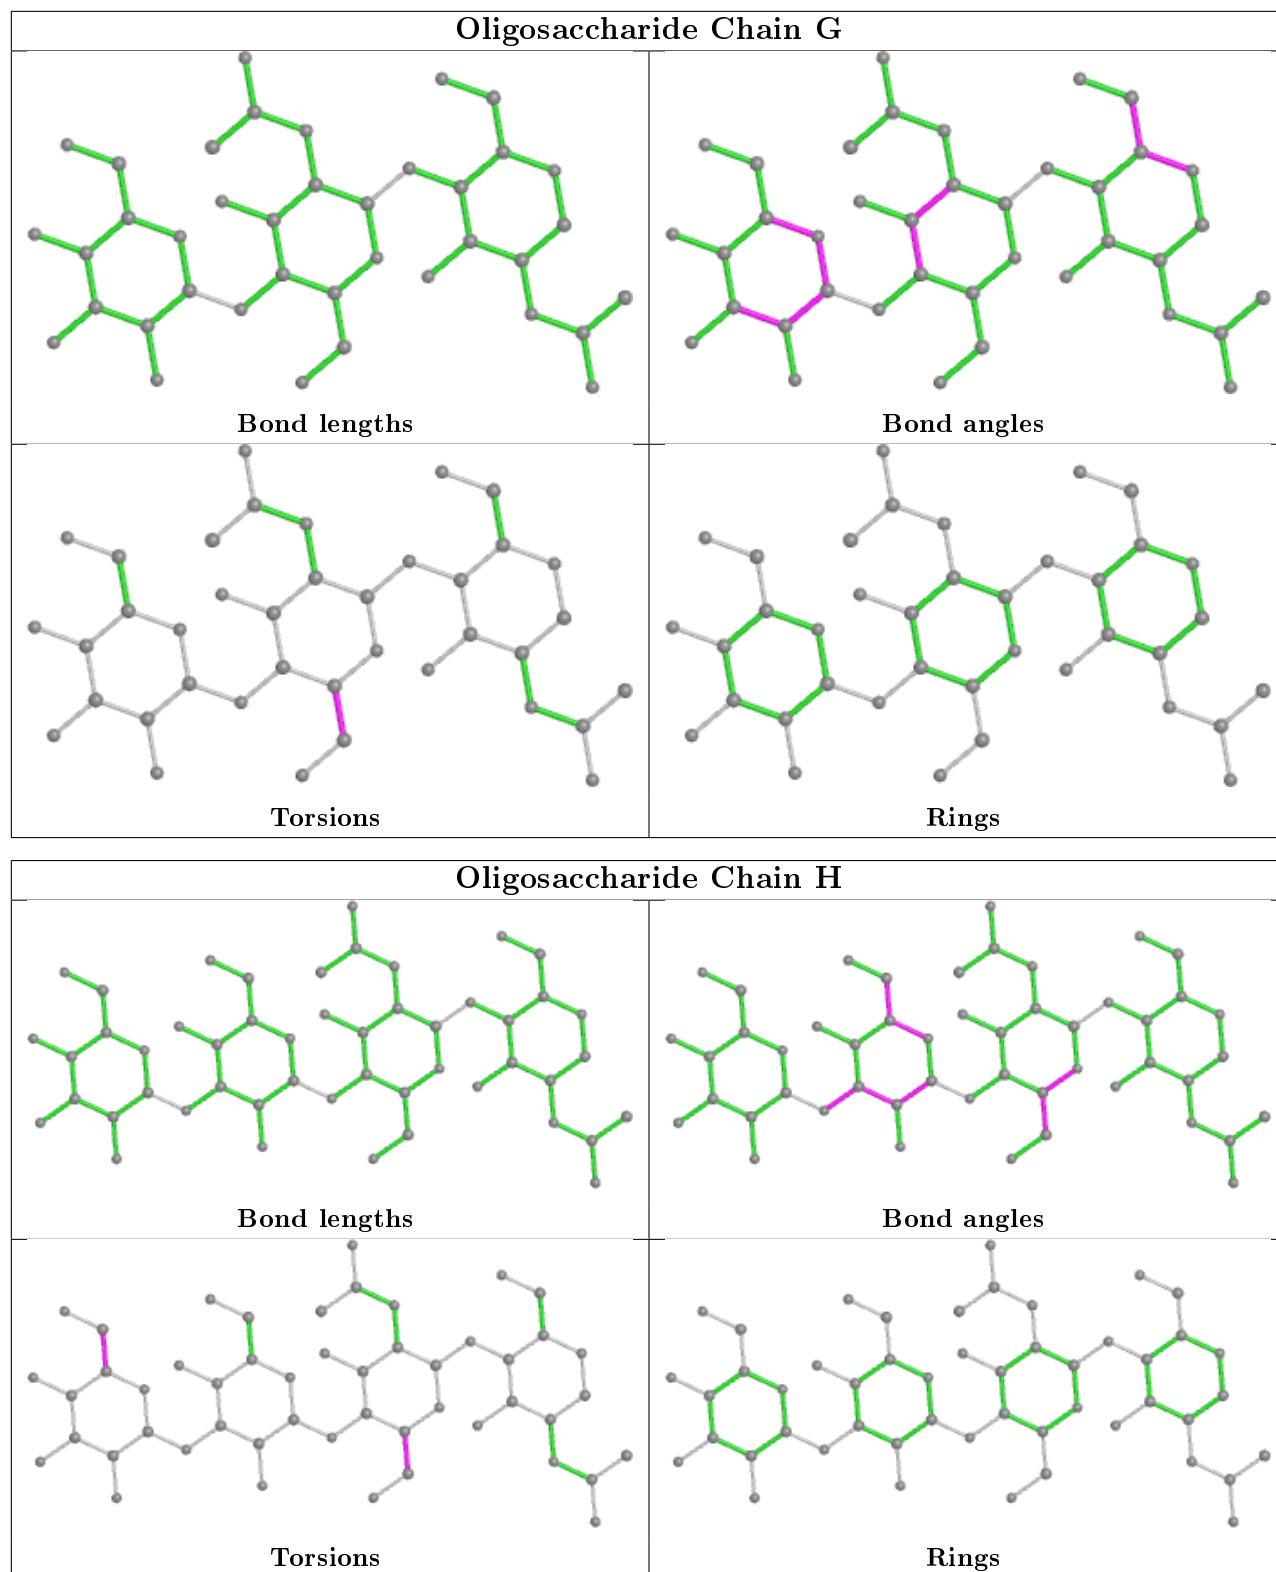 Oligosaccharide Chain G
Bond lengths
Bond angles
Torsions
Rings
Oligosaccharide Chain H
Bond lengths
Bond angles
Torsions
Rings